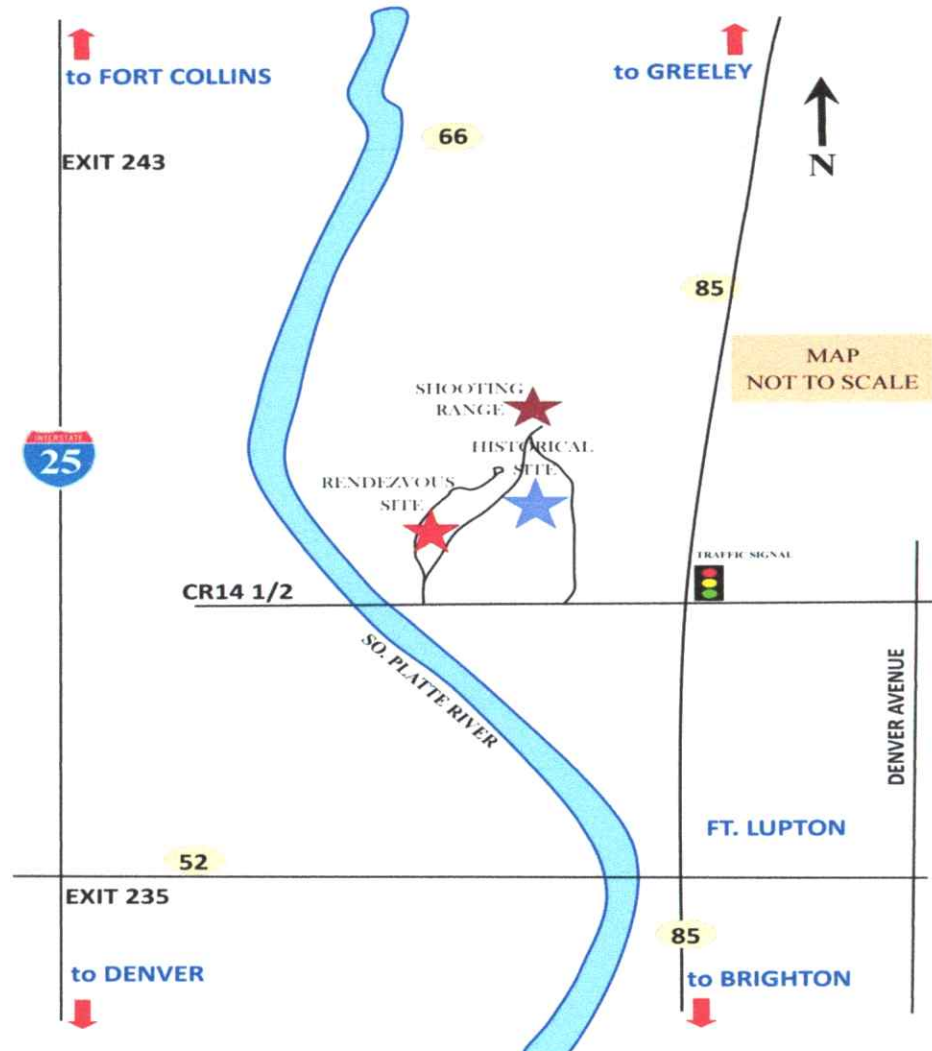 to FORT COLLINS
to GREELEY
66
EXIT 243
N
85
MAP
NOT TO SCALE
SHOOTING
RANGE
INTERSTATE
25
HISTORICAL
SITE
RENDEZVOUS
SITE
TRAFFIC SIGNAL
CR14 1/2
SO. PLATTE RIVER
DENVER AVENUE
FT. LUPTON
52
EXIT 235
85
to DENVER
to BRIGHTON